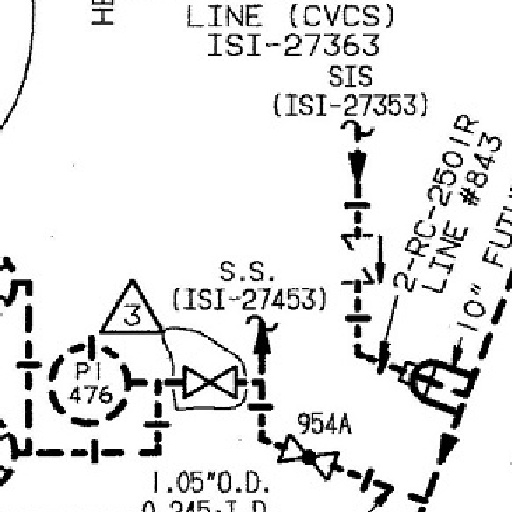 HE
LINE (CVCS)
ISI-27363
SIS
(ISI-27353)
2-RC-2501R
LINE #843
10" FUTU
S.S.
(ISI-27453)
3
PI
476
954A
1.05"O.D.
0.245-I.D.